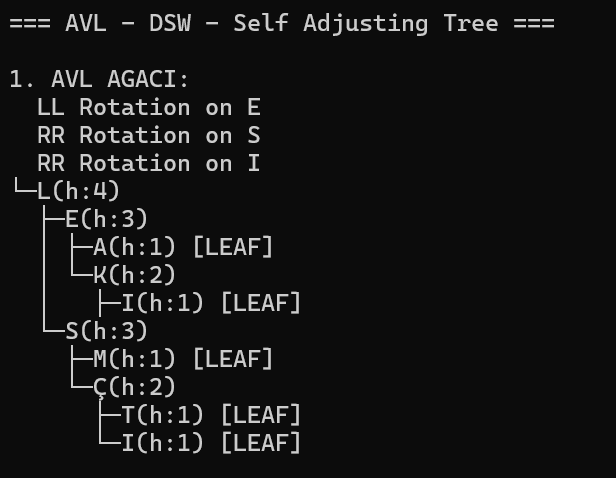 === AVL - DSW - Self Adjusting Tree ===
1. AVL AGACI:
LL Rotation on E
RR Rotation on S
RR Rotation on I
└─L(h:4)
├─E(h:3)
│ ├─A(h:1) [LEAF]
│ └─K(h:2)
│ ├─I(h:1) [LEAF]
└─S(h:3)
├─M(h:1) [LEAF]
└─Ç(h:2)
├─T(h:1) [LEAF]
└─I(h:1) [LEAF]